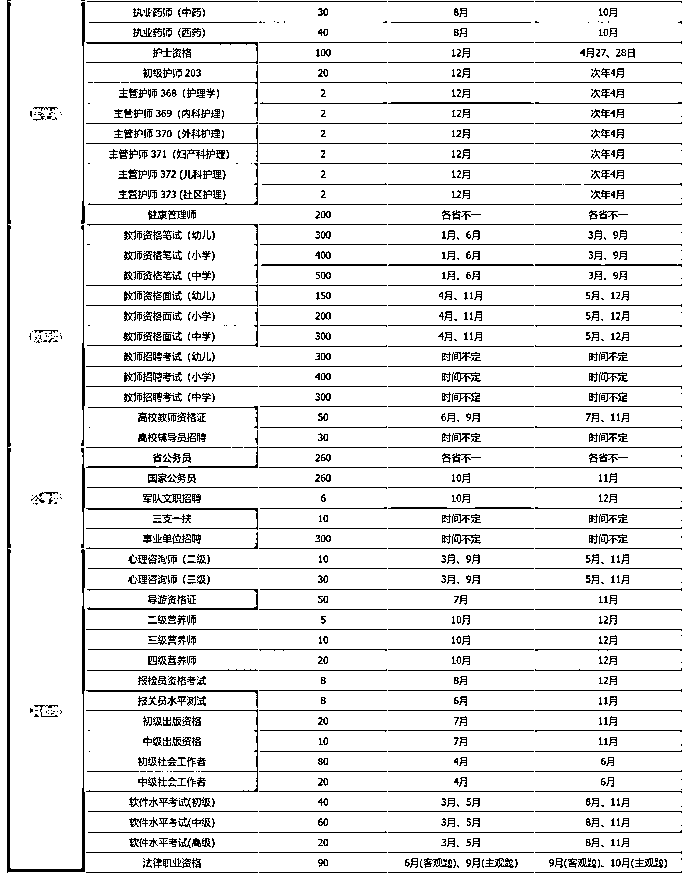 执业药师（中药） 30 8月 10月
执业药师（西药） 40 8月 10月
护士资格 100 12月 4月27、28日
初级护师 203 20 12月 次年4月
主管护师 368（护理学） 2 12月 次年4月
主管护师 369（内科护理） 2 12月 次年4月
主管护师 370（外科护理） 2 12月 次年4月
主管护师 371（妇产科护理） 2 12月 次年4月
主管护师 372 (儿科护理） 2 12月 次年4月
主管护师 373 (社区护理） 2 12月 次年4月
健康管理师 200 各省不一 各省不一
教师资格笔试（幼儿） 300 1月、6月 3月、9月
教师资格笔试（小学） 400 1月、6月 3月、9月
教师资格笔试（中学） 500 1月、6月 3月、9月
教师资格面试（幼儿） 150 4月、11月 5月、12月
教师资格面试（小学） 200 4月、11月 5月、12月
教师资格面试（中学） 300 4月、11月 5月、12月
教师招聘考试（幼儿） 300 时间不定 时间不定
教师招聘考试（小学） 400 时间不定 时间不定
教师招聘考试（中学） 300 时间不定 时间不定
高校教师资格证 50 6月、9月 7月、11月
高校辅导员招聘 30 时间不定 时间不定
省公务员 260 各省不一 各省不一
国家公务员 260 10月 11月
军队文职招聘 6 10月 12月
三支一扶 10 时间不定 时间不定
事业单位招聘 300 时间不定 时间不定
心理咨询师（二级） 10 3月、9月 5月、11月
心理咨询师（三级） 30 3月、9月 5月、11月
导游资格证 50 7月 11月
二级营养师 5 10月 12月
三级营养师 10 10月 12月
四级营养师 20 10月 12月
报检员资格考试 8 8月 12月
报关员水平测试 8 6月 11月
初级出版资格 20 7月 11月
中级出版资格 10 7月 11月
初级社会工作者 80 4月 6月
中级社会工作者 20 4月 6月
软件水平考试(初级） 40 3月、5月 8月、11月
软件水平考试(中级） 60 3月、5月 8月、11月
软件水平考试(高级） 20 3月、5月 8月、11月
法律职业资格 90 6月(客观题)、9月(主观题) 9月(客观题)、10月(主观题)